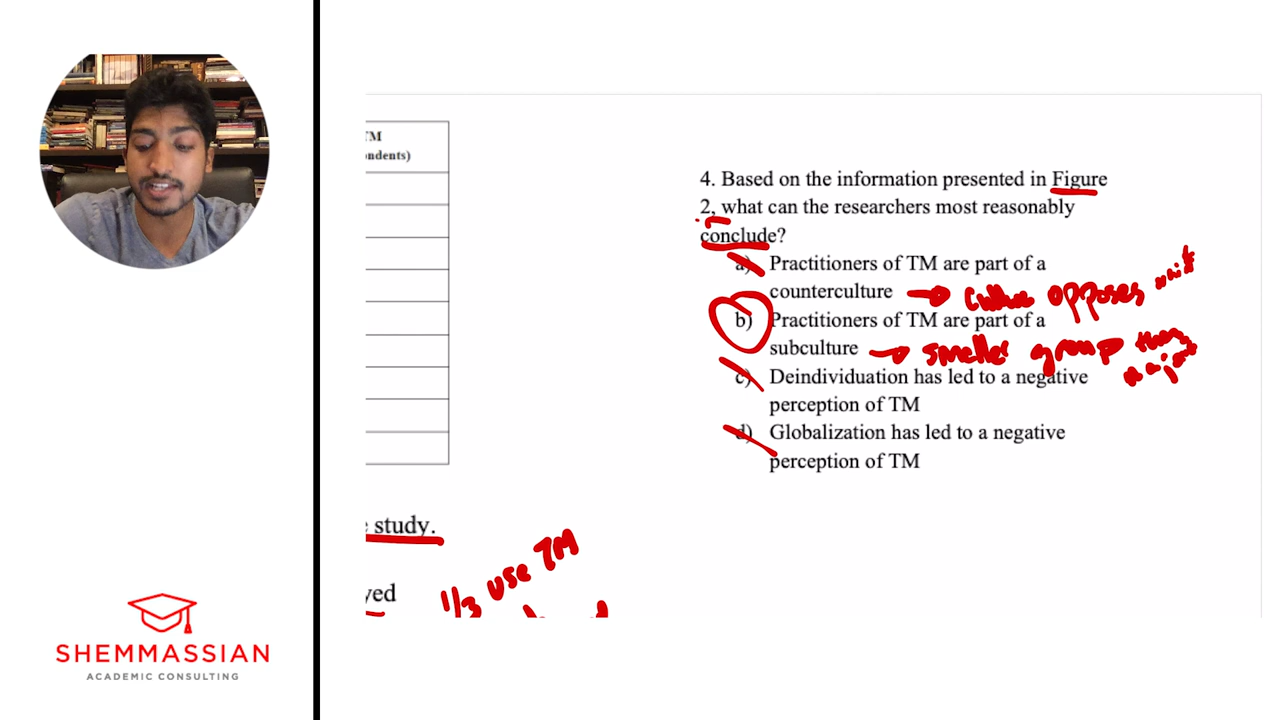 TM
ndents)
4. Based on the information presented in Figure
2, what can the researchers most reasonably
conclude?
a) Practitioners of TM are part of a
counterculture → culture opposes
b) Practitioners of TM are part of a
subculture → smaller group than
c) Deindividuation has led to a negative
perception of TM
d) Globalization has led to a negative
perception of TM
study.
yed
1/3 use TM
SHEMMASSIAN
ACADEMIC CONSULTING